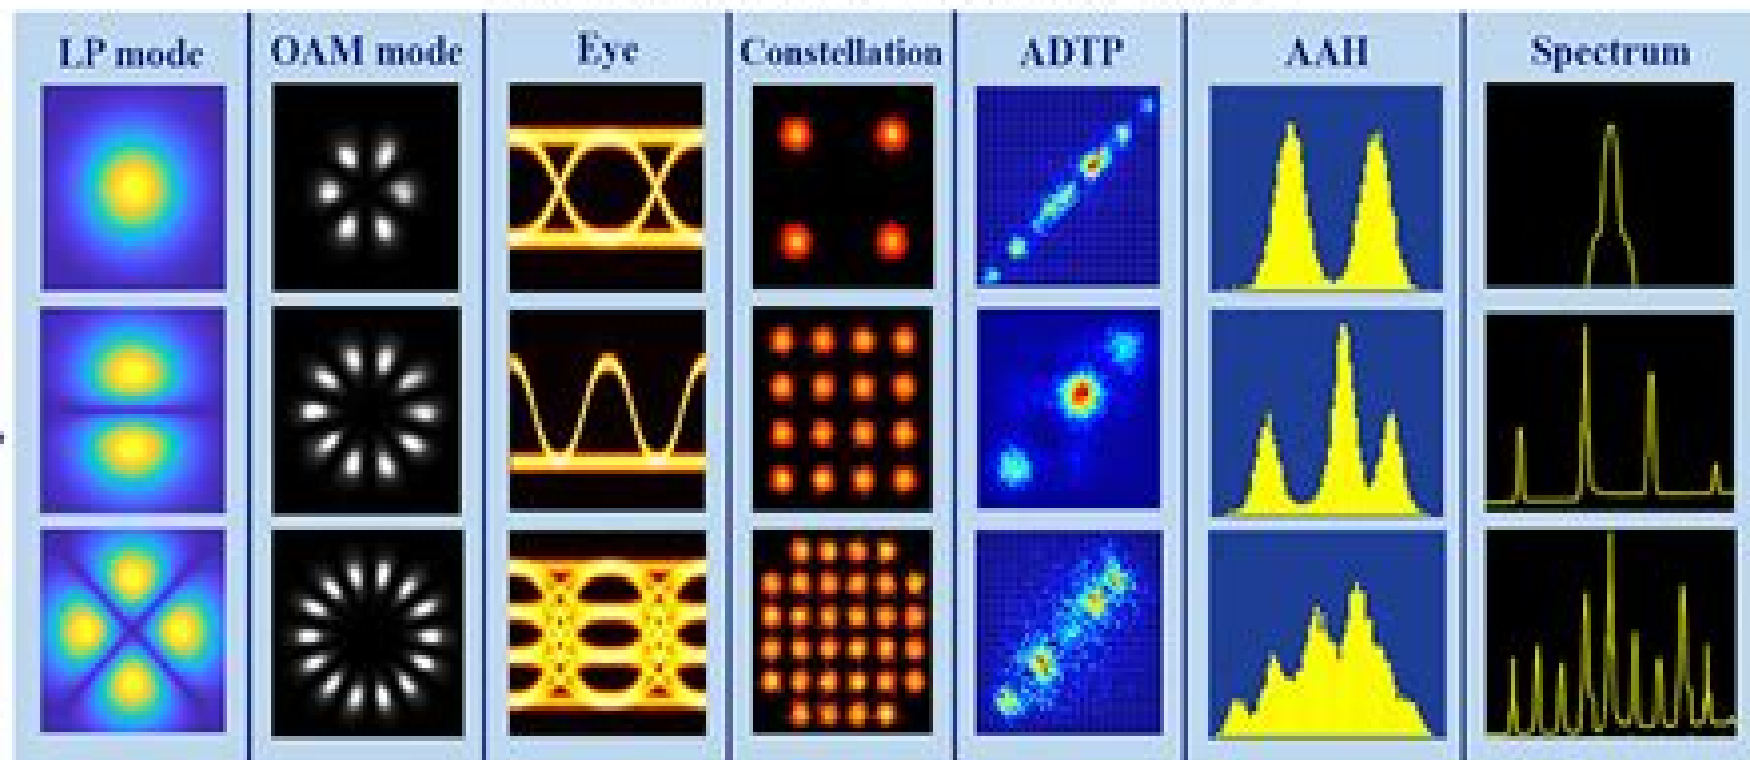 LP mode
OAM mode
Eye
Constellation
ADTP
AAH
Spectrum